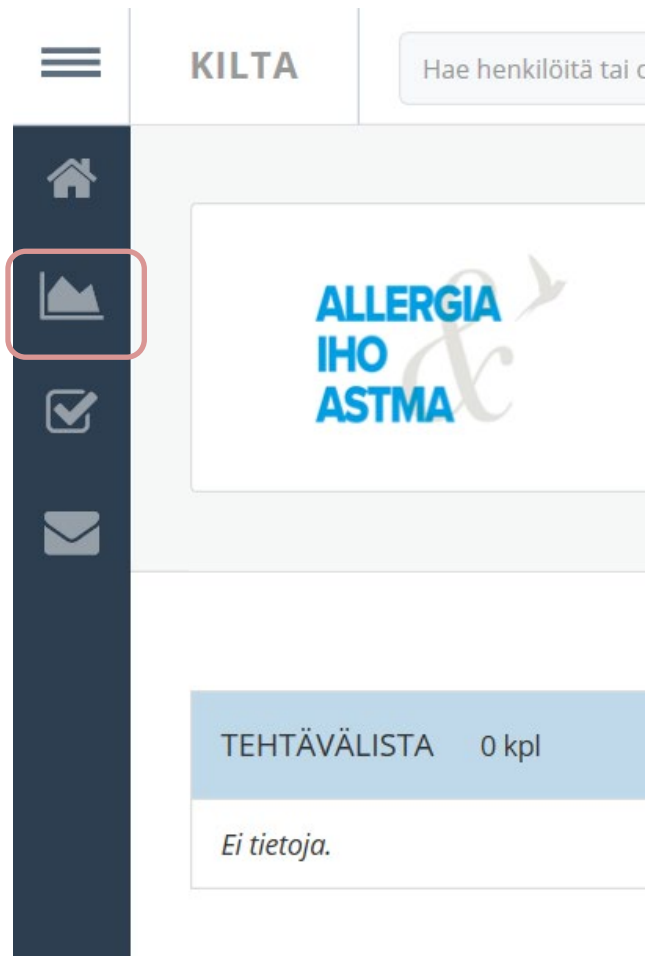 KILTA
Hae henkilöitä tai
ALLERGIA
IHO
ASTMA
&
TEHTÄVÄLISTA 0 kpl
Ei tietoja.